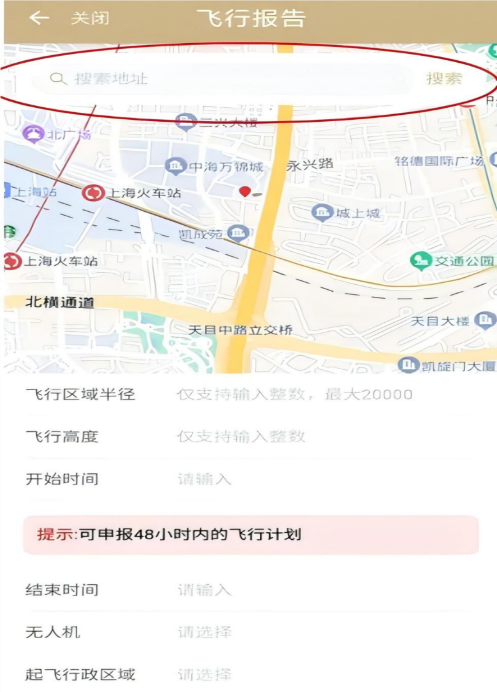 关闭
飞行报告
搜索地址
搜索
三兴大楼
北广场
中海万锦城
永兴路
铭德国际广场
上海站
上海火车站
城上城
凯成苑
上海火车站
交通公园
北横通道
天目大楼
天目中路立交桥
凯旋门大厦
飞行区域半径 仅支持输入整数，最大20000
飞行高度 仅支持输入整数
开始时间 请输入
提示:可申报48小时内的飞行计划
结束时间 请输入
无人机 请选择
起飞行政区域 请选择